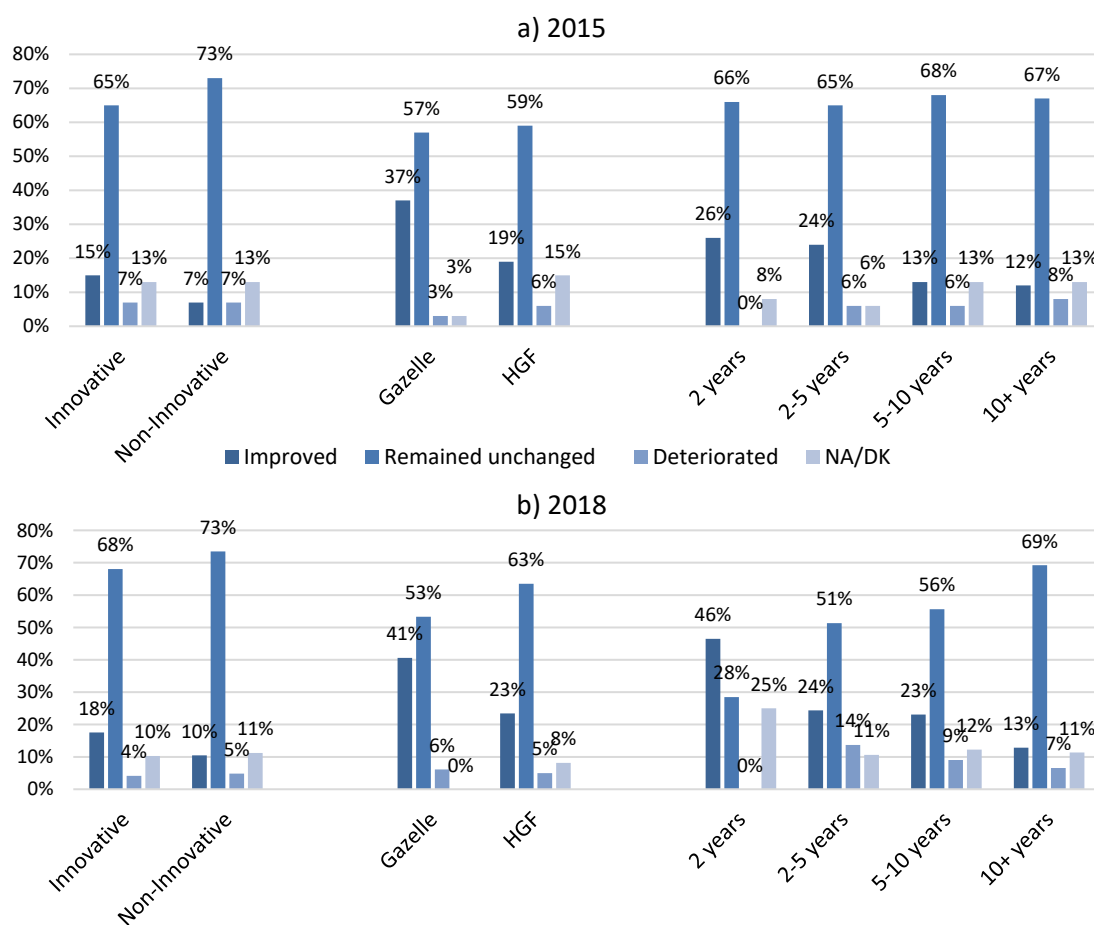 a) 2015
80%
70%
60%
50%
40%
30%
20%
10%
0%
15% 65% 7% 13%
7% 73% 7% 13%
37% 57% 3% 3%
19% 59% 6% 15%
26% 66% 0% 8%
24% 65% 6% 6%
13% 68% 6% 13%
12% 67% 8% 13%
Innovative
Non-Innovative
Gazelle
HGF
2 years
2-5 years
5-10 years
10+ years
Improved Remained unchanged Deteriorated NA/DK
b) 2018
80%
70%
60%
50%
40%
30%
20%
10%
0%
18% 68% 4% 10%
10% 73% 5% 11%
41% 53% 6% 0%
23% 63% 5% 8%
46% 28% 0% 25%
24% 51% 14% 11%
23% 56% 9% 12%
13% 69% 7% 11%
Innovative
Non-Innovative
Gazelle
HGF
2 years
2-5 years
5-10 years
10+ years